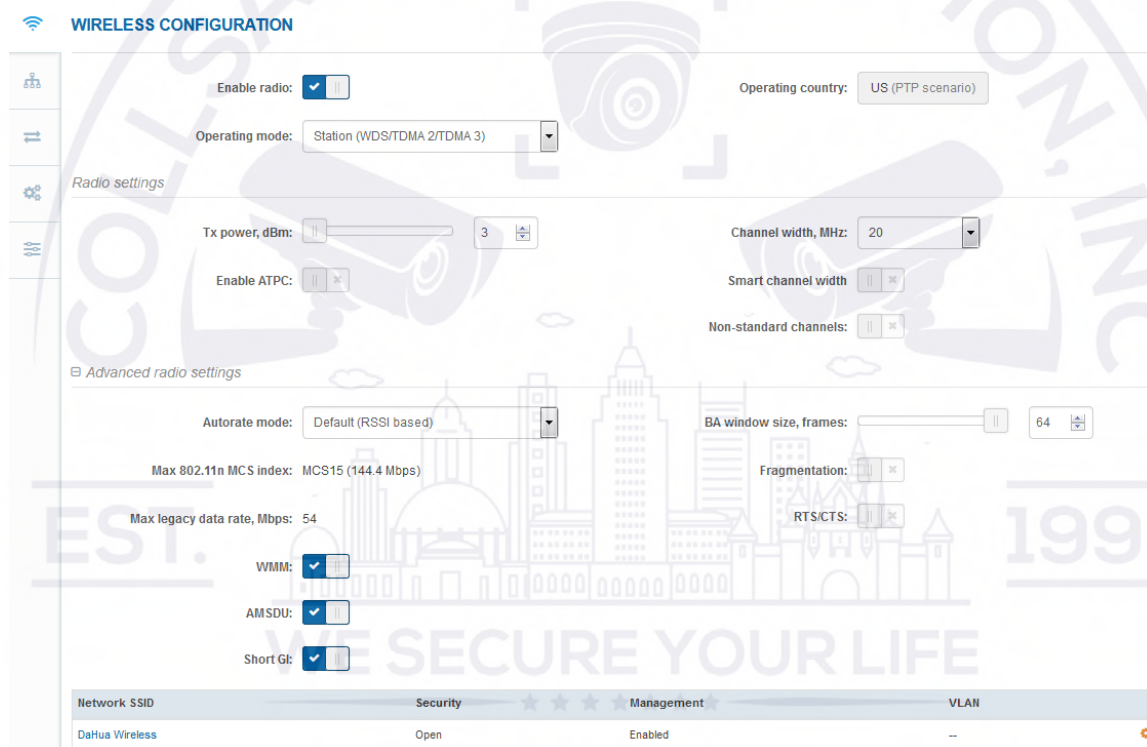 WIRELESS CONFIGURATION
Enable radio:
Operating country: US (PTP scenario)
Operating mode: Station (WDS/TDMA 2/TDMA 3)
Radio settings
Tx power, dBm: 3
Channel width, MHz: 20
Enable ATPC:
Smart channel width
Non-standard channels:
Advanced radio settings
Autorate mode: Default (RSSI based)
BA window size, frames: 64
Max 802.11n MCS index: MCS15 (144.4 Mbps)
Fragmentation:
Max legacy data rate, Mbps: 54
RTS/CTS:
WMM:
AMSDU:
Short GI:
Network SSID Security Management VLAN
DaHua Wireless Open Enabled --
EST. 199
WE SECURE YOUR LIFE